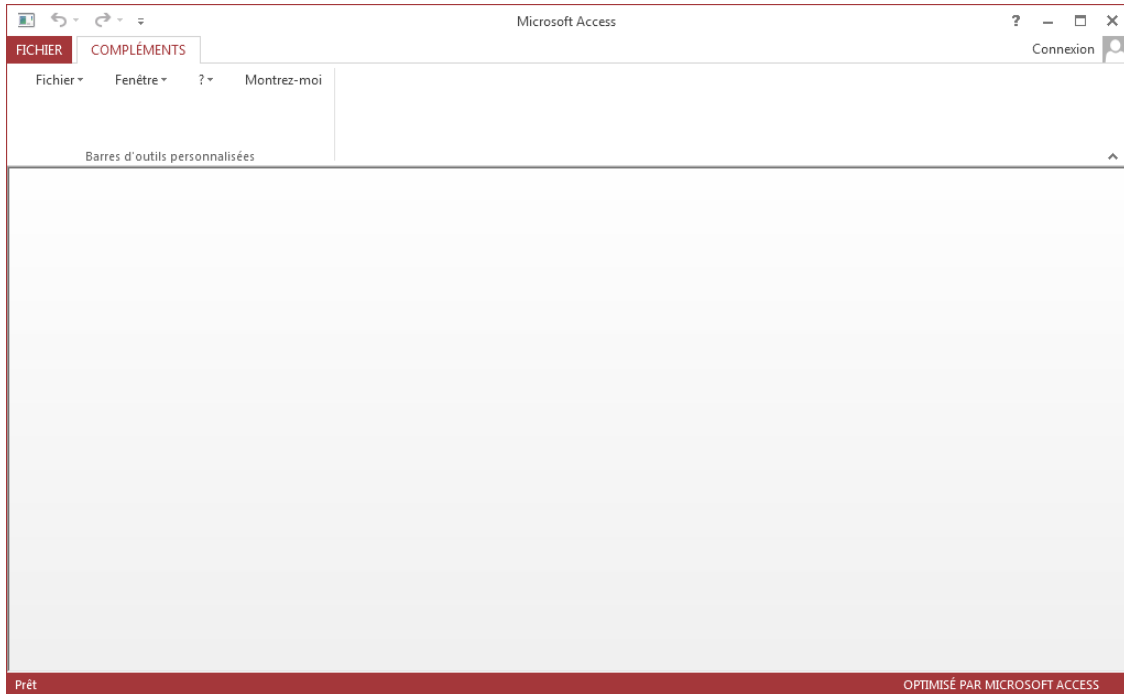 Microsoft Access
?
FICHIER COMPLÉMENTS Connexion
Fichier Fenêtre ? Montrez-moi
Barres d'outils personnalisées
Prêt OPTIMISÉ PAR MICROSOFT ACCESS